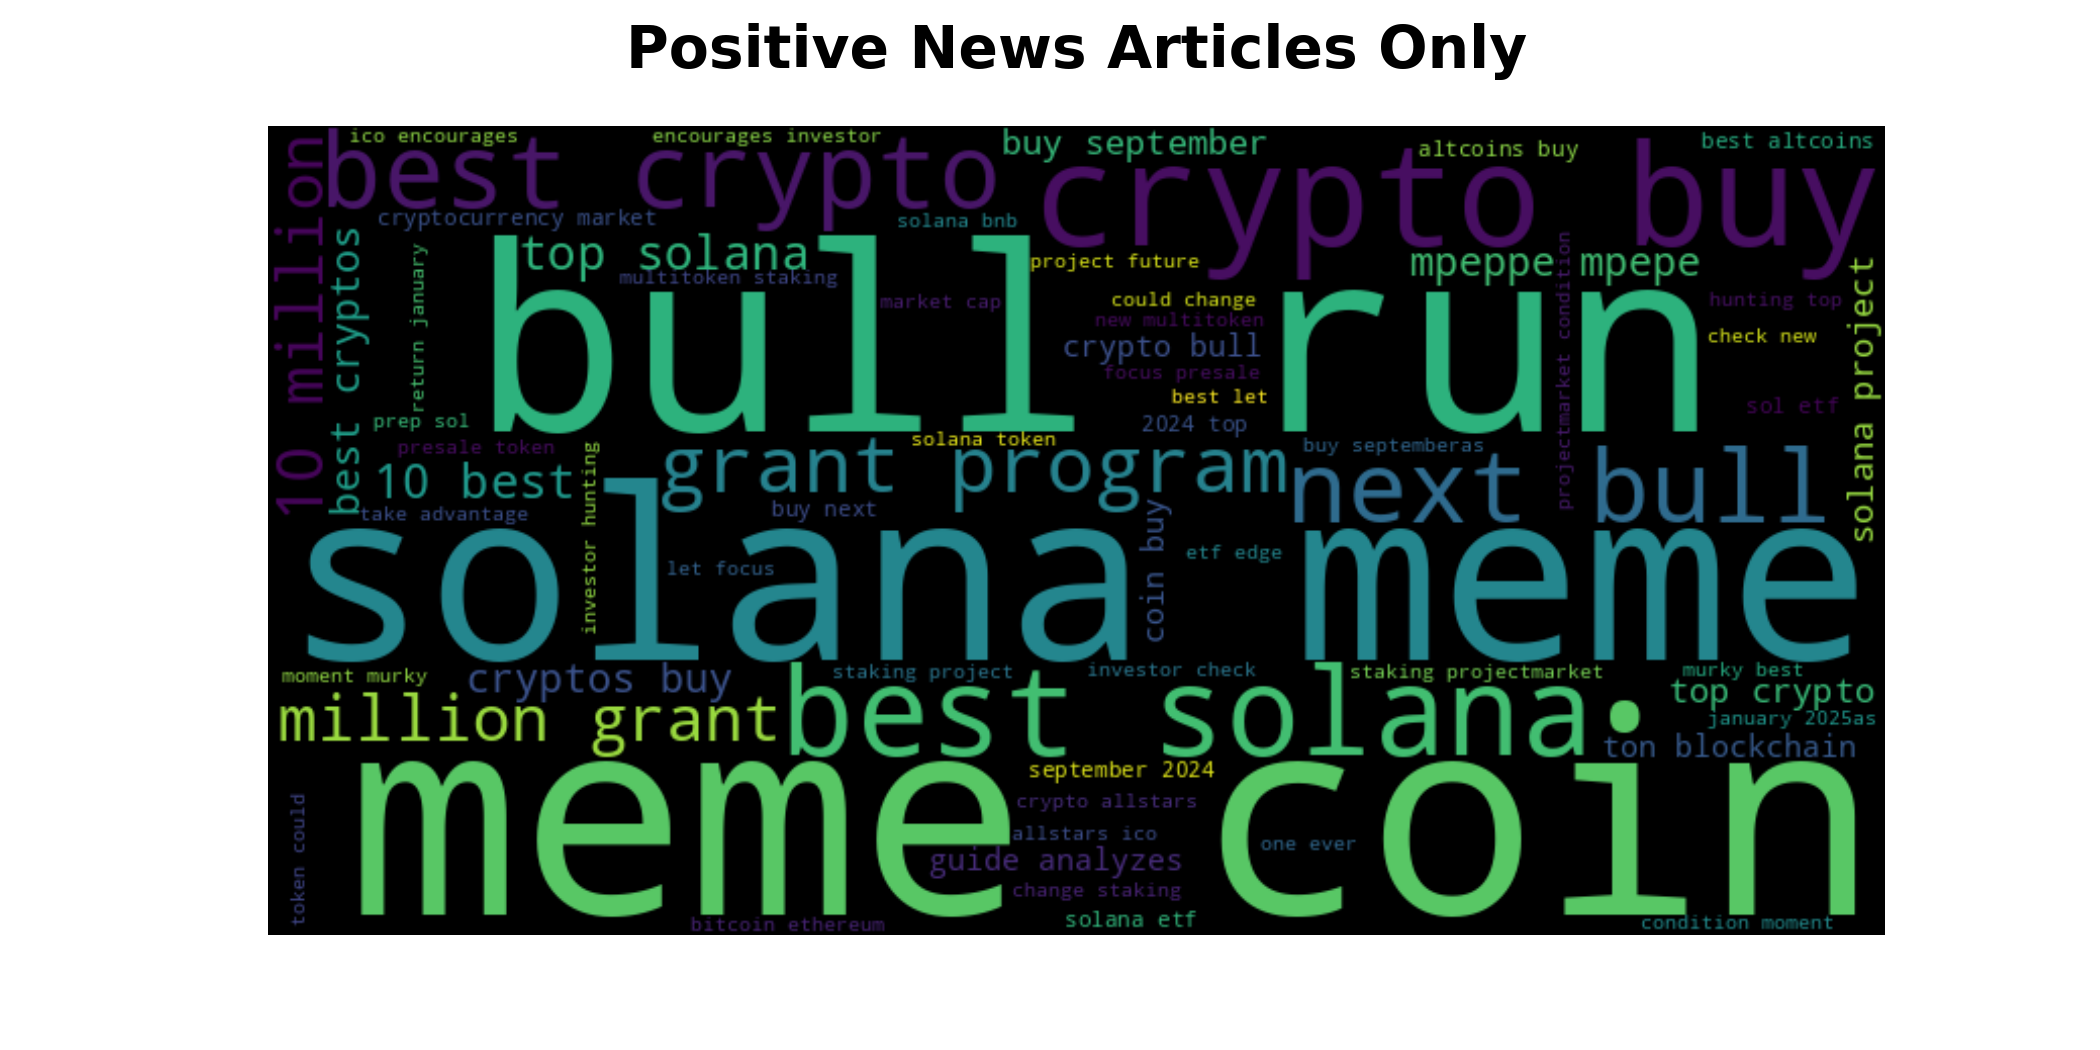 Positive News Articles Only
ico encourages
encourages investor
buy september
altcoins buy
best altcoins
10 million
best crypto
crypto buy
cryptocurrency market
solana bnb
best cryptos
return january
top solana
multitoken staking
project future
mpeppe mpepe
projectmarket condition
solana project
bull run
market cap
could change
new multitoken
hunting top
crypto bull
check new
focus presale
best let
sol etf
prep sol
2024 top
presale token
solana token
buy septemberas
10 best
investor hunting
grant program
next bull
take advantage
buy next
coin buy
solana meme
let focus
etf edge
moment murky
cryptos buy
staking project
investor check
staking projectmarket
murky best
million grant
best solana
top crypto
january 2025as
ton blockchain
september 2024
meme coin
token could
crypto allstars
allstars ico
one ever
guide analyzes
change staking
bitcoin ethereum
solana etf
condition moment